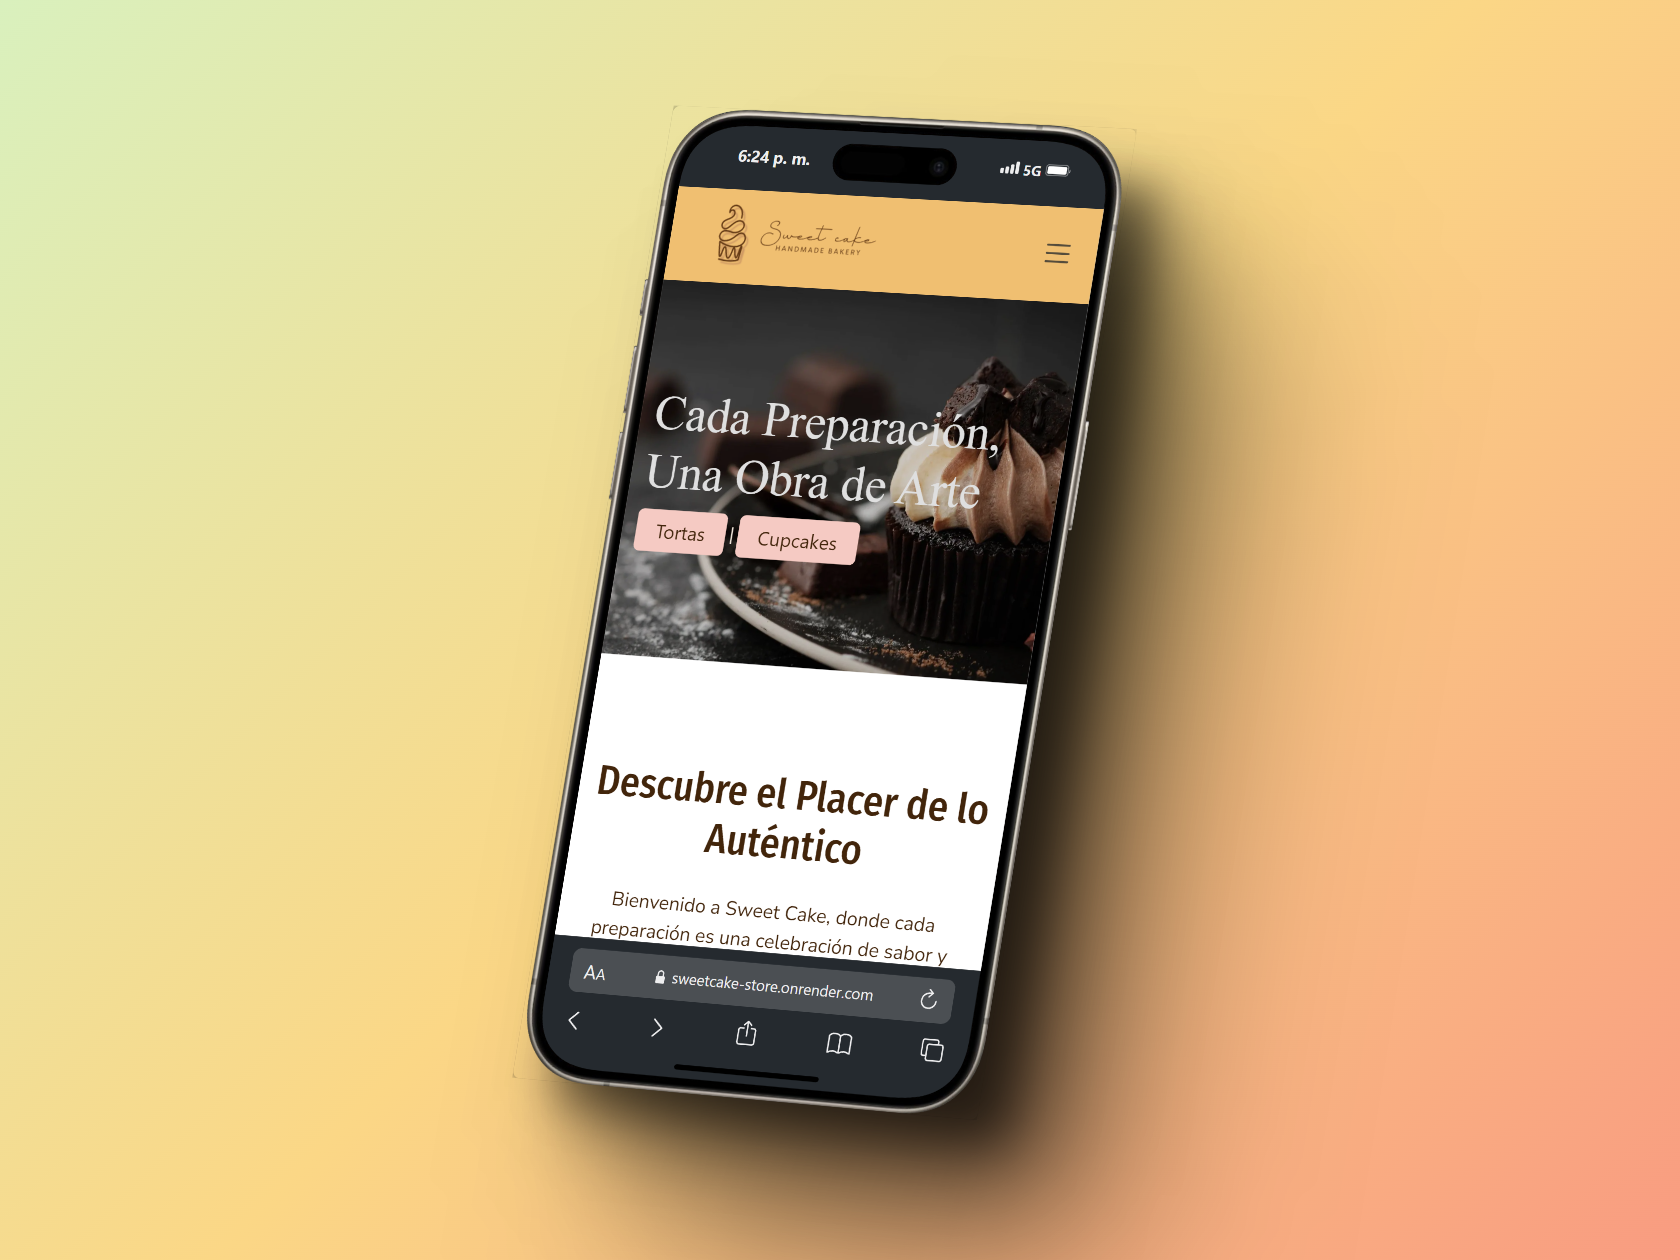 6:24 p. m.
5G
Sweet cake
HANDMADE BAKERY
Cada Preparación,
Una Obra de Arte
Tortas | Cupcakes
Descubre el Placer de lo
Auténtico
Bienvenido a Sweet Cake, donde cada
preparación es una celebración de sabor y
AA sweetcake-store.onrender.com